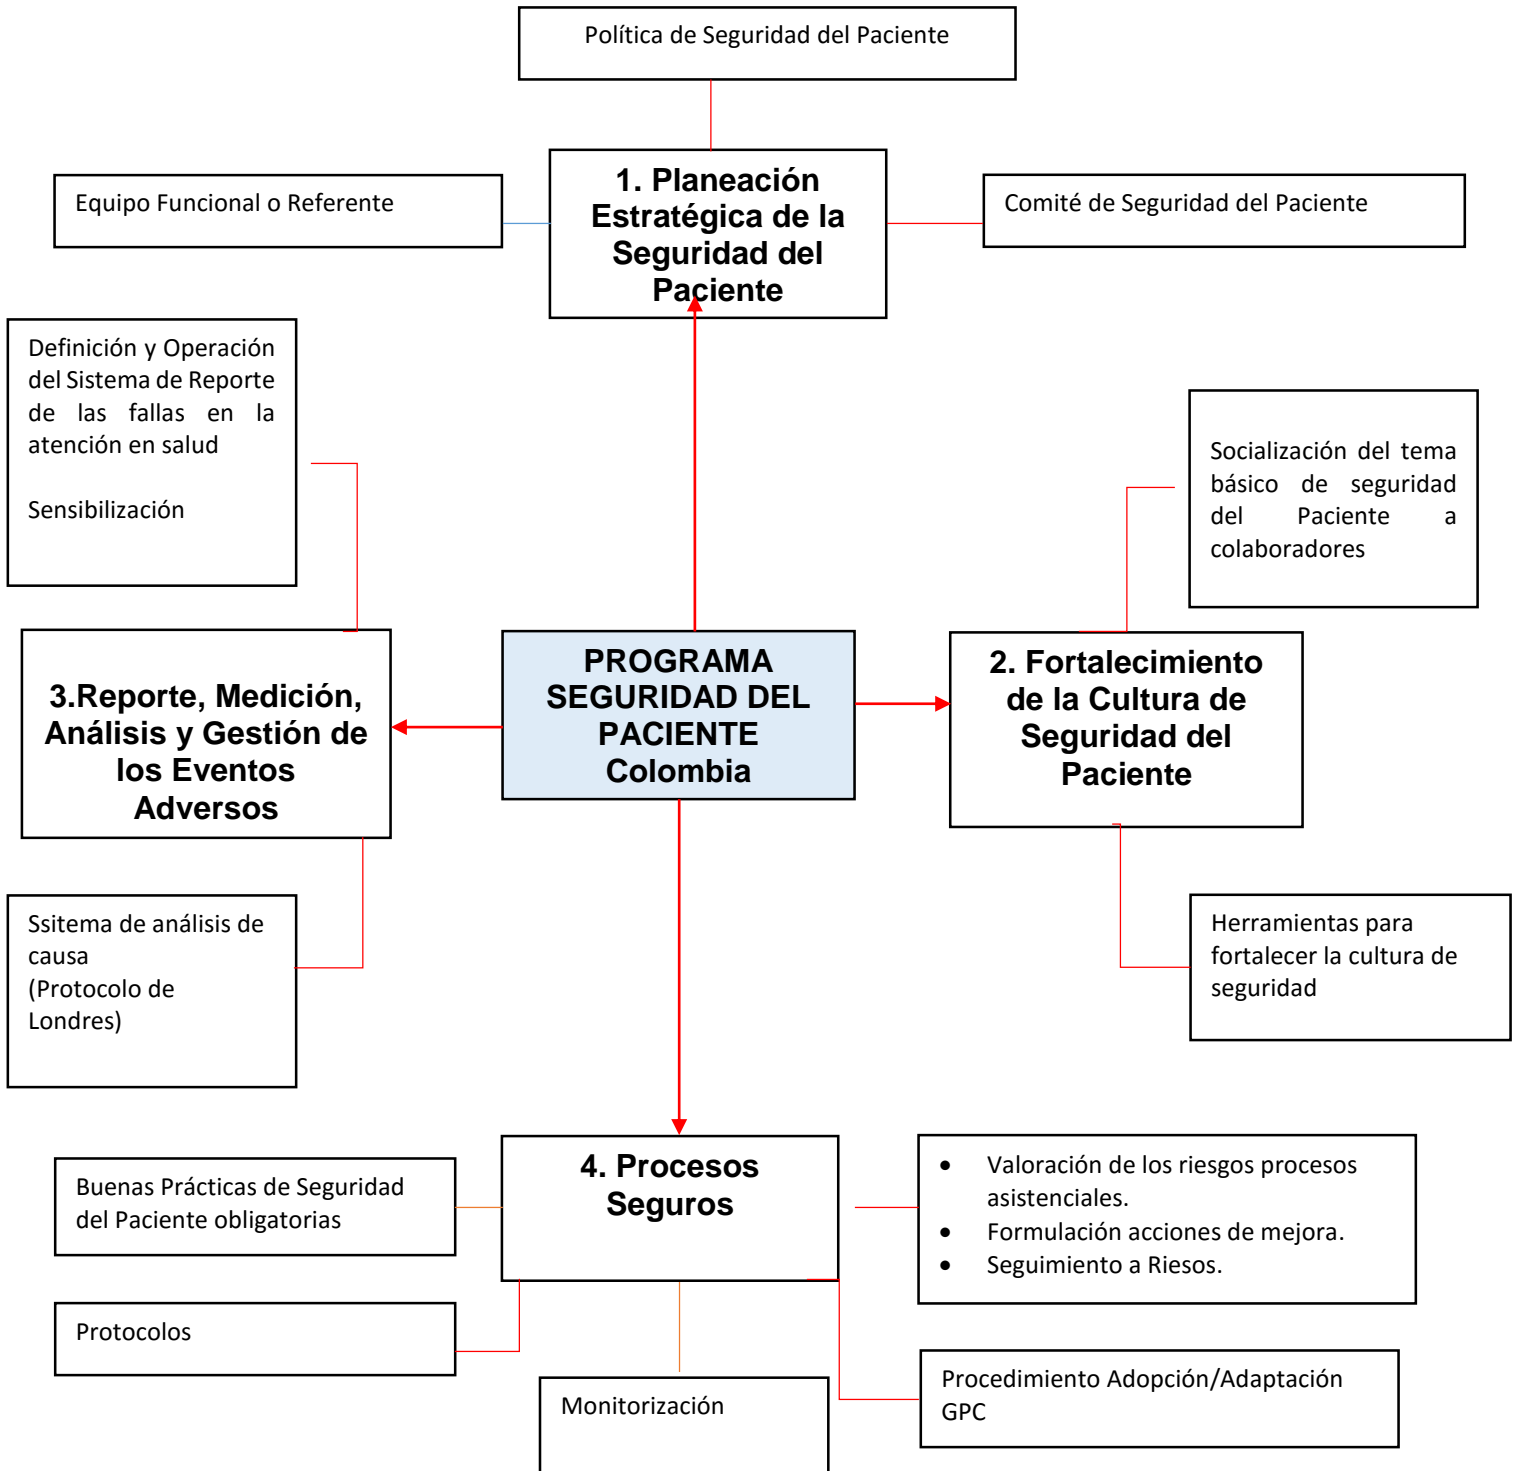 Política de Seguridad del Paciente
Equipo Funcional o Referente
1. Planeación
Estratégica de la
Seguridad del
Paciente
Comité de Seguridad del Paciente
Definición y Operación
del Sistema de Reporte
de las fallas en la
atención en salud
Sensibilización
Socialización del tema
básico de seguridad
del Paciente a
colaboradores
3.Reporte, Medición,
Análisis y Gestión de
los Eventos
Adversos
PROGRAMA
SEGURIDAD DEL
PACIENTE
Colombia
2. Fortalecimiento
de la Cultura de
Seguridad del
Paciente
Ssitema de análisis de
causa
(Protocolo de
Londres)
Herramientas para
fortalecer la cultura de
seguridad
Buenas Prácticas de Seguridad
del Paciente obligatorias
4. Procesos
Seguros
• Valoración de los riesgos procesos
asistenciales.
• Formulación acciones de mejora.
• Seguimiento a Riesos.
Protocolos
Monitorización
Procedimiento Adopción/Adaptación
GPC